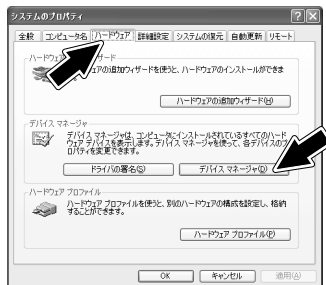 システムのプロパティ
全般 コンピュータ名 ハードウェア 詳細設定 システムの復元 自動更新 リモート
ハードウェ ザード
ェアの追加ウィザードを使うと、ハードウェアのインストールができま
ハードウェアの追加ウィザード(H)
デバイス マネージャ
デバイス マネージャは、コンピュータにインストールされているすべてのハード
ウェア デバイスを表示します。デバイス マネージャを使って、各デバイスのプ
ロパティを変更できます。
ドライバの署名(S) デバイス マネージャ(D)
ハードウェア プロファイル
ハードウェア プロファイルを使うと、別のハードウェアの構成を設定し、格納
することができます。
ハードウェア プロファイル(P)
OK キャンセル 適用(A)